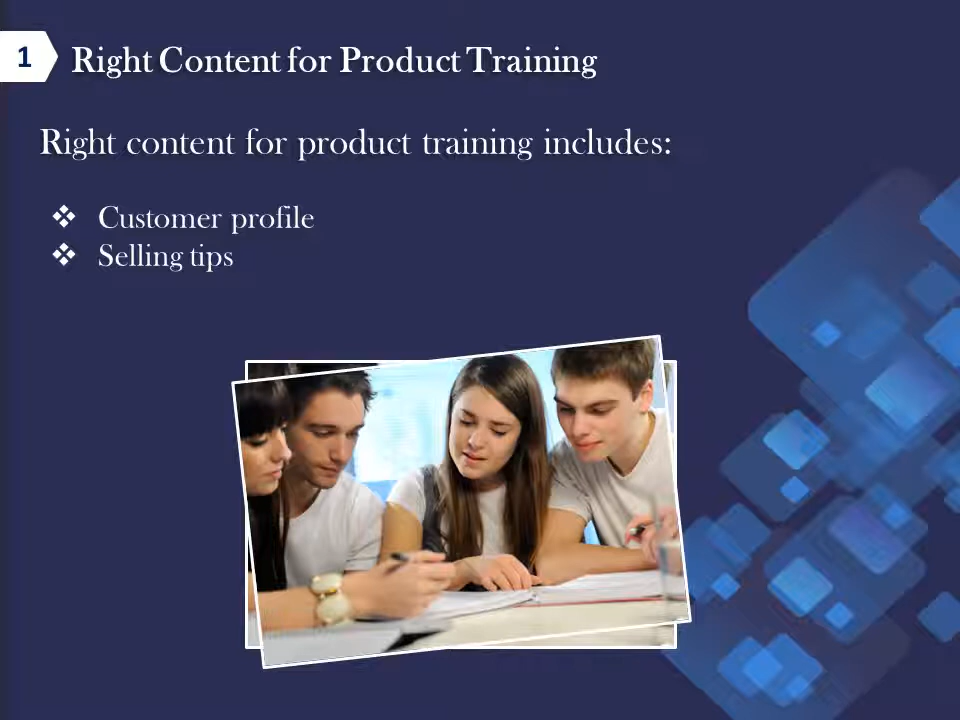 1
Right Content for Product Training
Right content for product training includes:
❖ Customer profile
❖ Selling tips